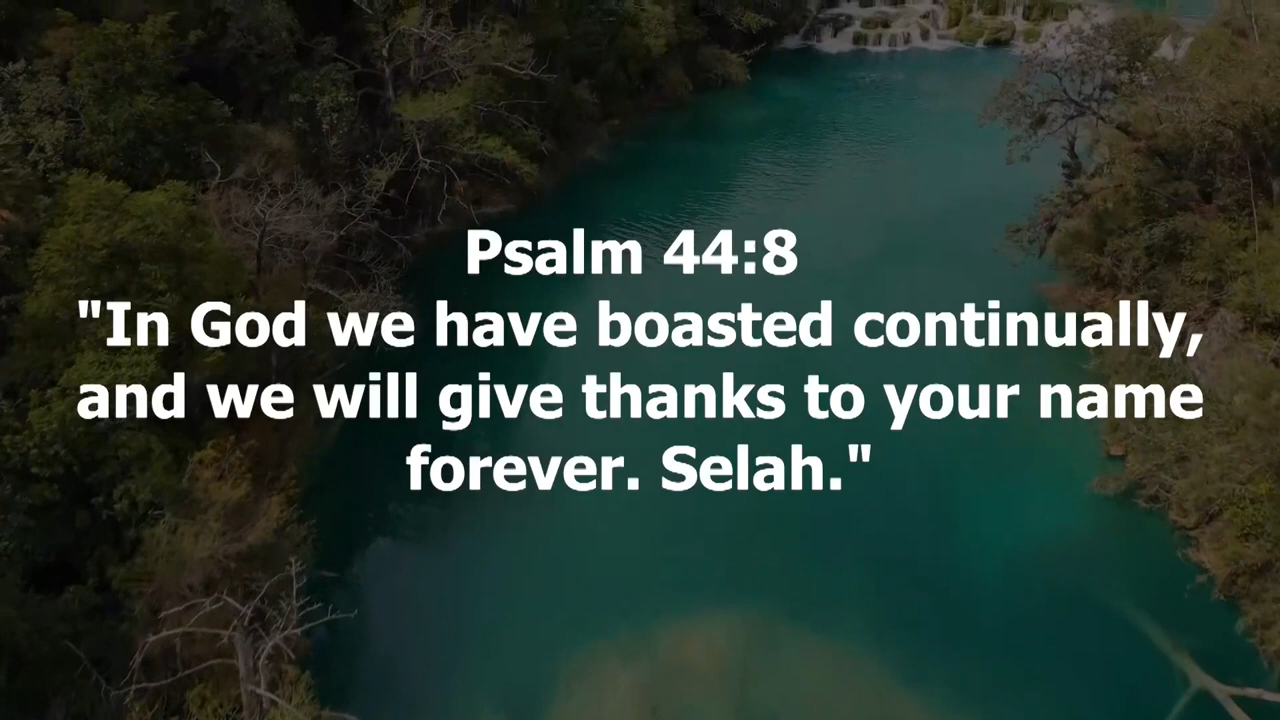 Psalm 44:8
"In God we have boasted continually,
and we will give thanks to your name
forever. Selah."